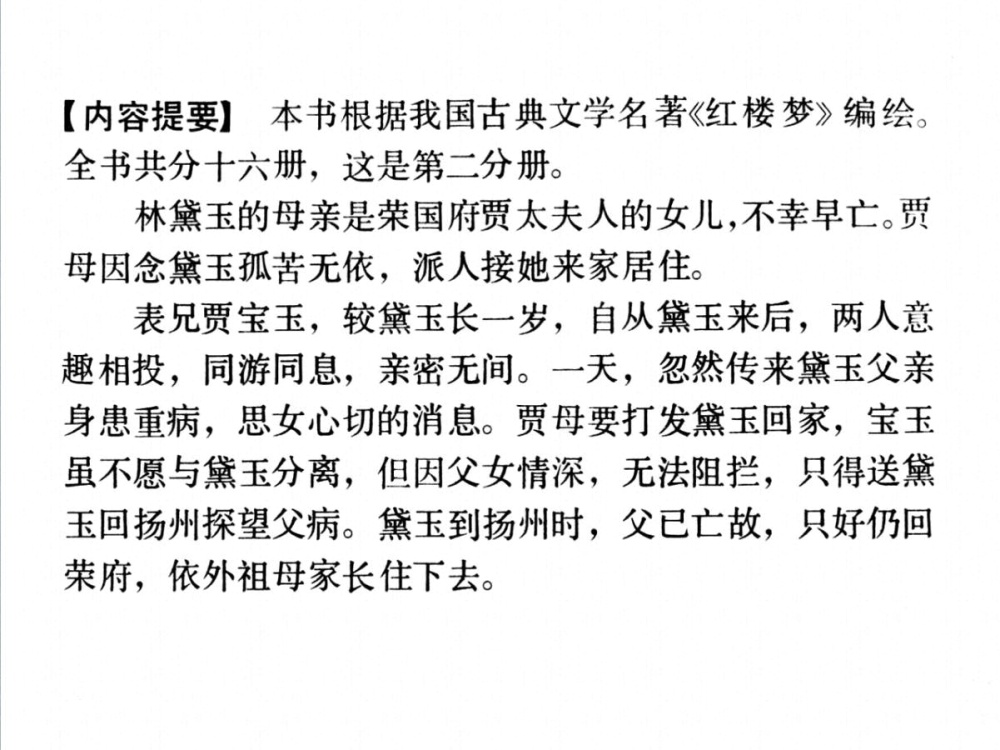 【内容提要】 本书根据我国古典文学名著《红楼梦》编绘。
全书共分十六册，这是第二分册。
林黛玉的母亲是荣国府贾太夫人的女儿,不幸早亡。贾
母因念黛玉孤苦无依，派人接她来家居住。
表兄贾宝玉，较黛玉长一岁，自从黛玉来后，两人意
趣相投，同游同息，亲密无间。一天，忽然传来黛玉父亲
身患重病，思女心切的消息。贾母要打发黛玉回家，宝玉
虽不愿与黛玉分离，但因父女情深，无法阻拦，只得送黛
玉回扬州探望父病。黛玉到扬州时，父已亡故，只好仍回
荣府，依外祖母家长住下去。